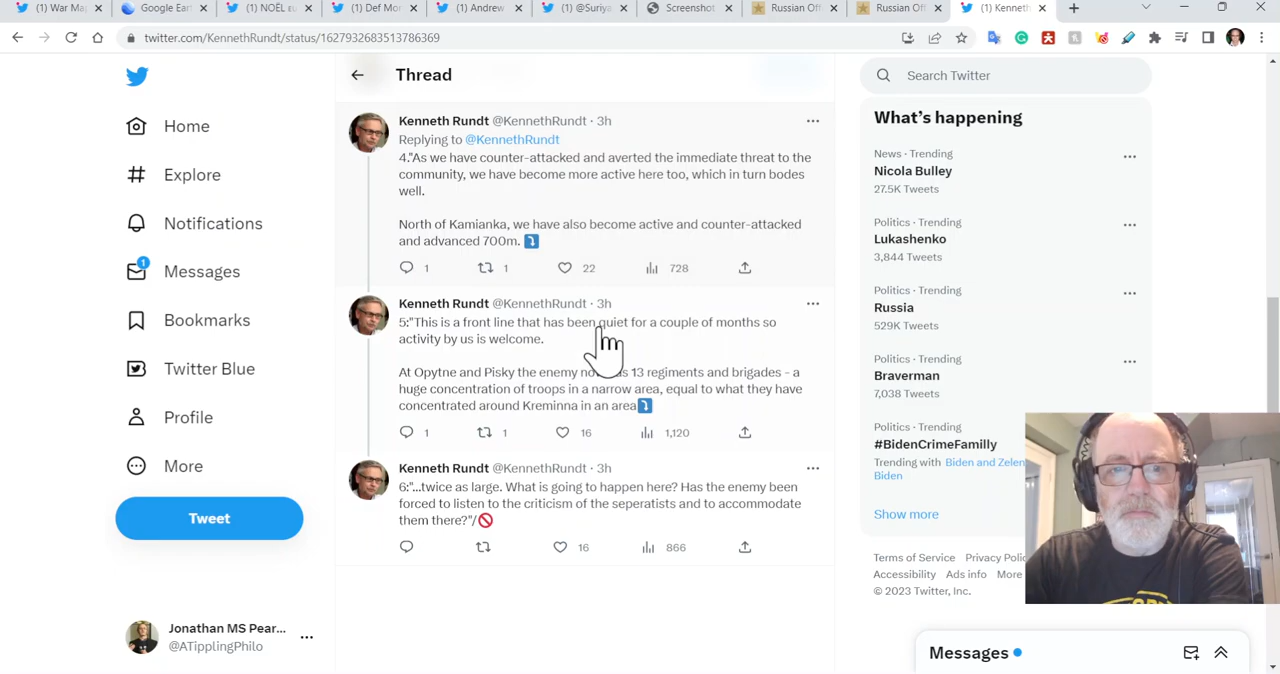 (1) War Map
Google Eart
(1) NOËL
(1) Def Mo
(1) Andrew
(1) @Suriya
Screenshot
Russian Off
Russian Off
(1) Kenneth
twitter.com/KennethRundt/status/1627932683513786369
Home
Explore
Notifications
1
Messages
Bookmarks
Twitter Blue
Profile
More
Tweet
Jonathan MS Pear...
@ATipplingPhilo
Thread
Kenneth Rundt @KennethRundt · 3h
Replying to @KennethRundt
4."As we have counter-attacked and averted the immediate threat to the
community, we have become more active here too, which in turn bodes
well.
North of Kamianka, we have also become active and counter-attacked
and advanced 700m.
1 1 22 728
Kenneth Rundt @KennethRundt · 3h
5:"This is a front line that has been quiet for a couple of months so
activity by us is welcome.
At Opytne and Pisky the enemy 13 regiments and brigades - a
huge concentration of troops in a narrow area, equal to what they have
concentrated around Kreminna in an area
1 1 16 1,120
Kenneth Rundt @KennethRundt · 3h
6:"...twice as large. What is going to happen here? Has the enemy been
forced to listen to the criticism of the seperatists and to accommodate
them there?"/
16 866
Search Twitter
What's happening
News · Trending
Nicola Bulley
27.5K Tweets
Politics · Trending
Lukashenko
3,844 Tweets
Politics · Trending
Russia
529K Tweets
Politics · Trending
Braverman
7,038 Tweets
Politics · Trending
#BidenCrimeFamilly
Trending with Biden and Zelen
Biden
Show more
Terms of Service Privacy Polic
Accessibility Ads info More
© 2023 Twitter, Inc.
Messages